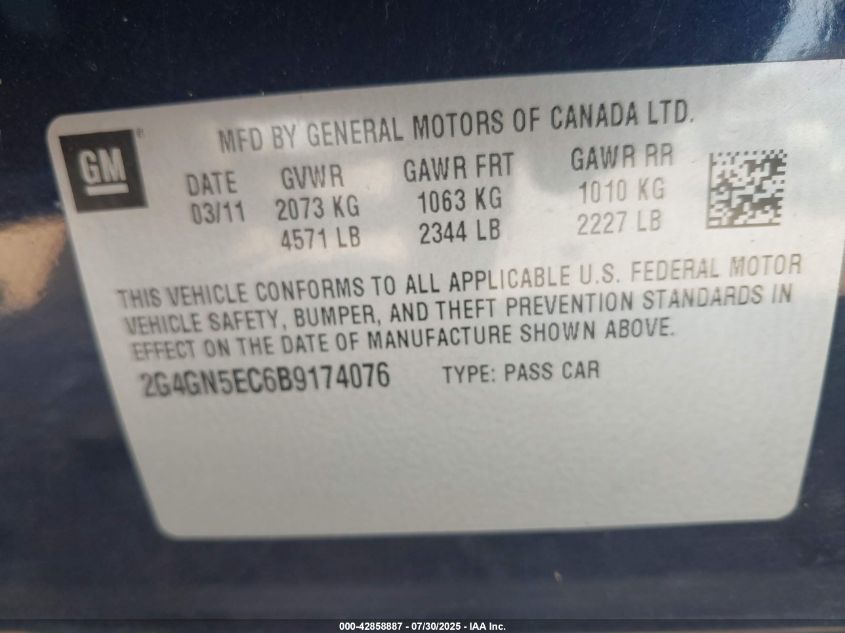 GM
MFD BY GENERAL MOTORS OF CANADA LTD.
DATE GVWR GAWR FRT GAWR RR
03/11 2073 KG 1063 KG 1010 KG
4571 LB 2344 LB 2227 LB
THIS VEHICLE CONFORMS TO ALL APPLICABLE U.S. FEDERAL MOTOR
VEHICLE SAFETY, BUMPER, AND THEFT PREVENTION STANDARDS IN
EFFECT ON THE DATE OF MANUFACTURE SHOWN ABOVE.
2G4GN5EC6B9174076 TYPE: PASS CAR
000-42858887 - 07/30/2025 - IAA Inc.